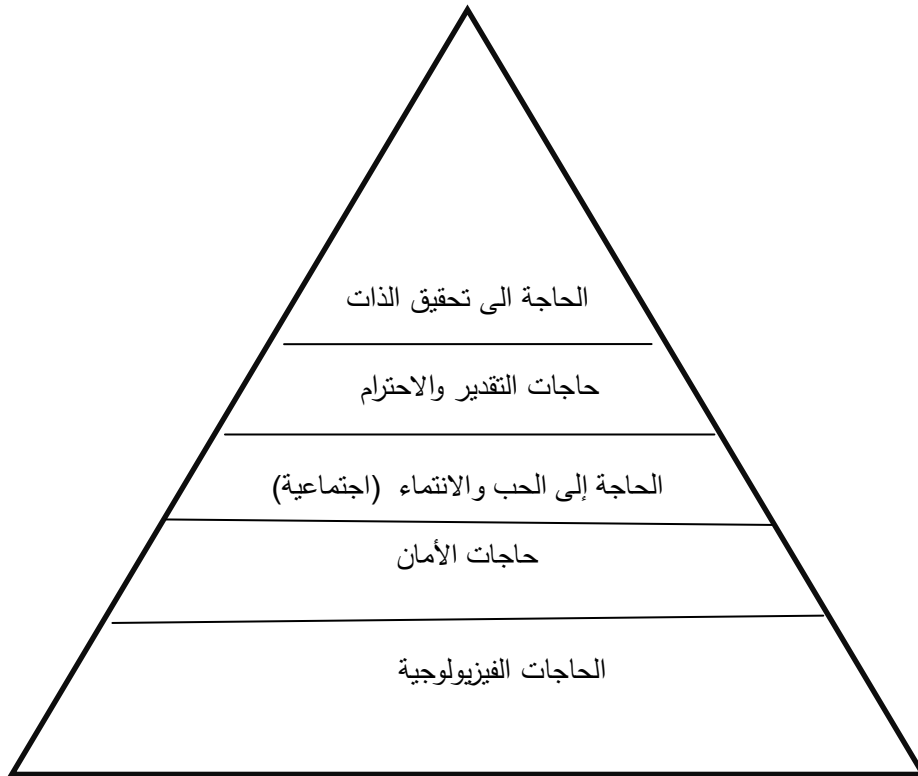 الحاجة الى تحقيق الذات
حاجات التقدير والاحترام
الحاجة إلى الحب والانتماء (اجتماعية)
حاجات الأمان
الحاجات الفيزيولوجية